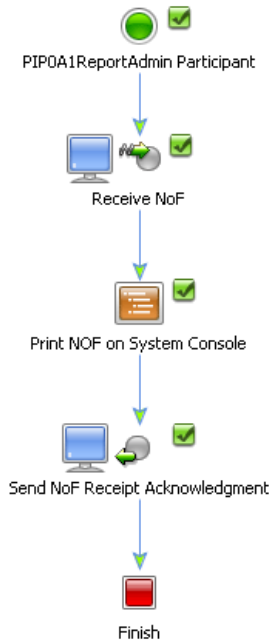 PIP0A1ReportAdmin Participant
Receive NoF
Print NOF on System Console
Send NoF Receipt Acknowledgment
Finish